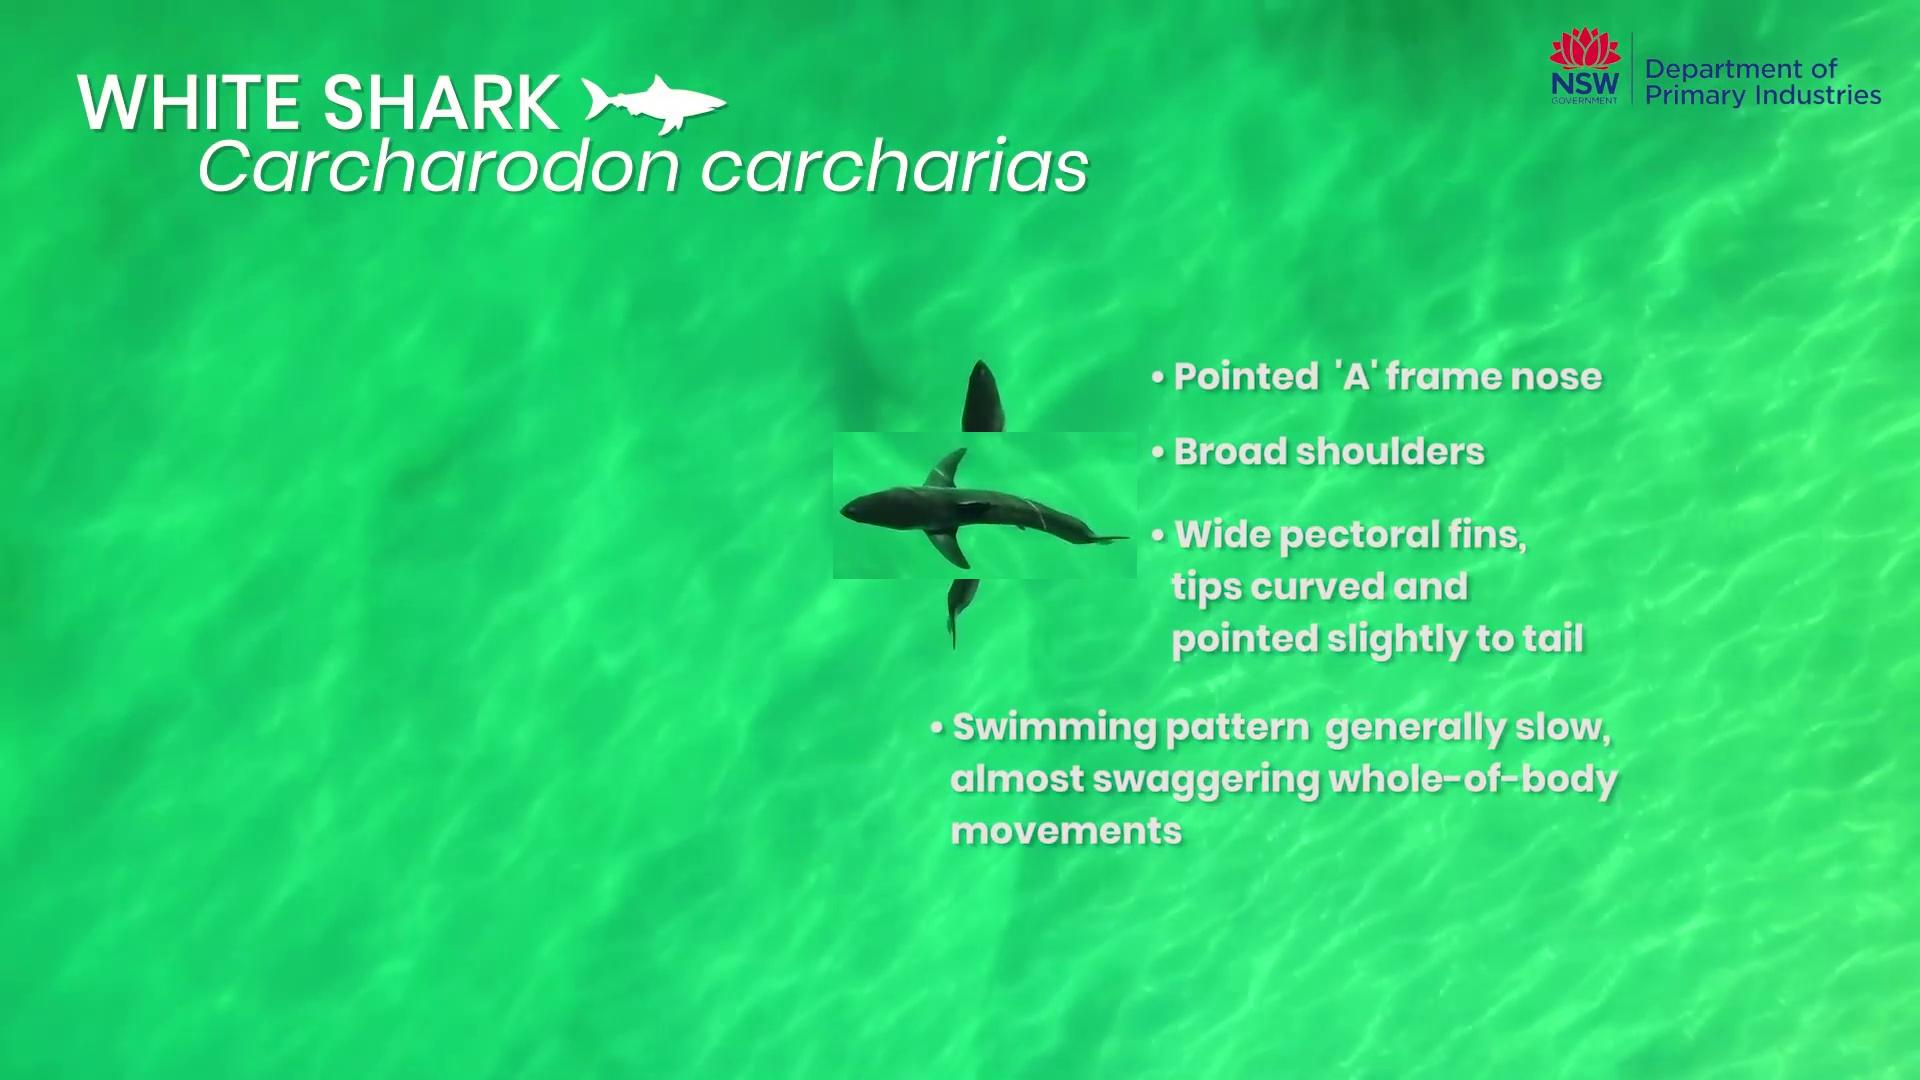 WHITE SHARK
Carcharodon carcharias
NSW
GOVERNMENT
Department of
Primary Industries
• Pointed 'A' frame nose
• Broad shoulders
• Wide pectoral fins,
tips curved and
pointed slightly to tail
• Swimming pattern generally slow,
almost swaggering whole-of-body
movements